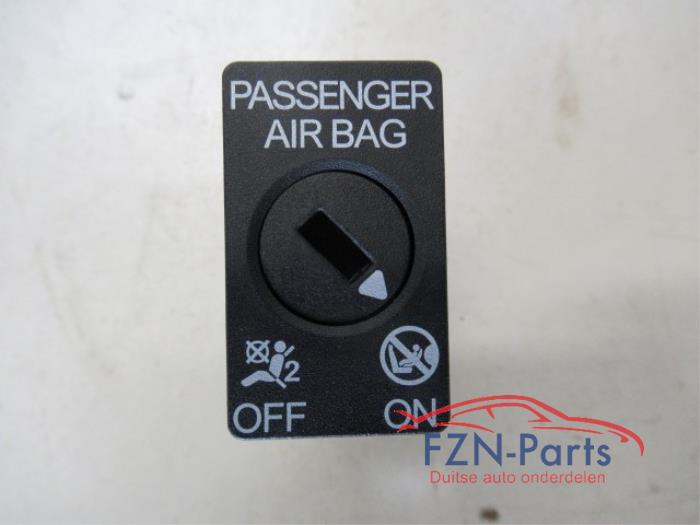 PASSENGER
AIR BAG
2
OFF ON
FZN-Parts
Duitse auto onderdelen